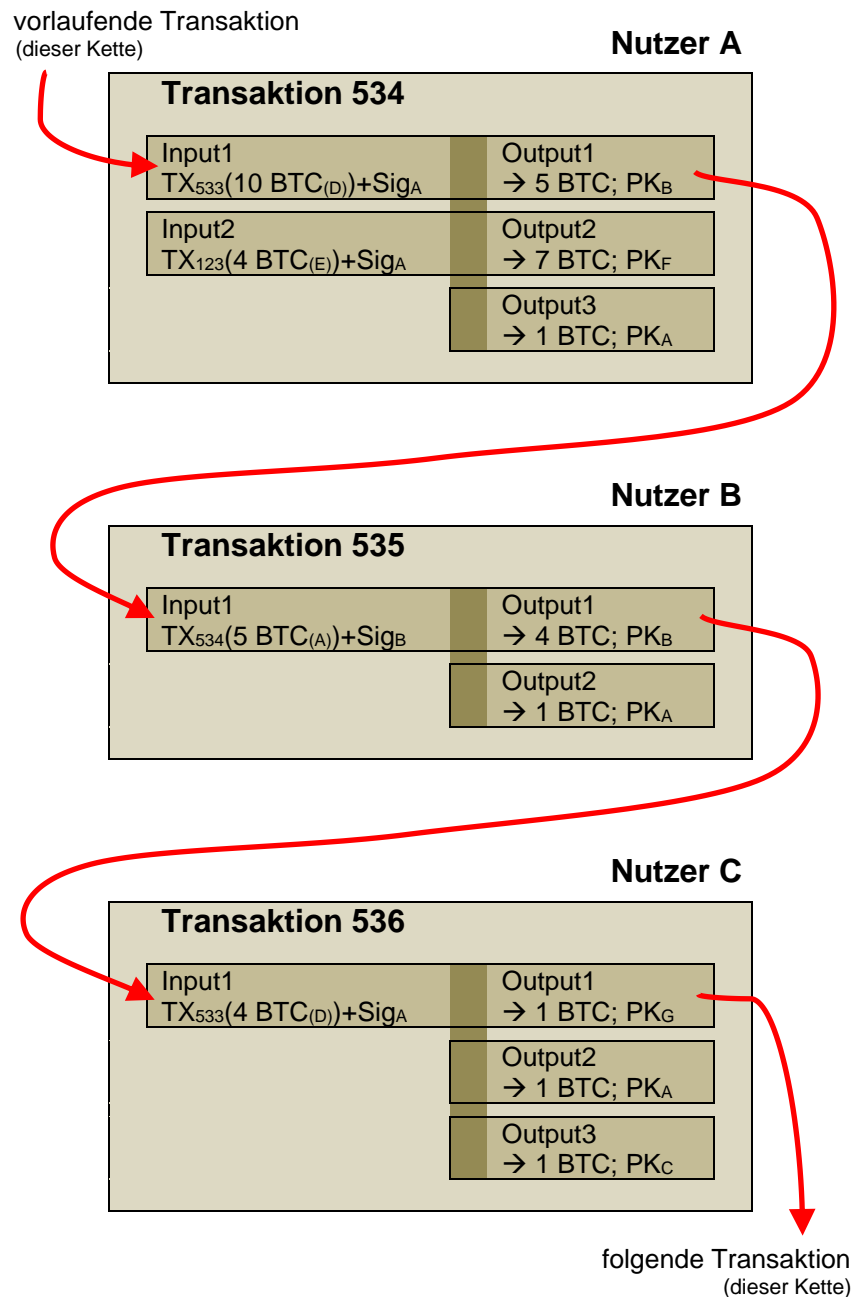 vorlaufende Transaktion
(dieser Kette)
Nutzer A
Transaktion 534
Input1
TX533(10 BTC(D))+SigA
Output1
→ 5 BTC; PKB
Input2
TX123(4 BTC(E))+SigA
Output2
→ 7 BTC; PKF
Output3
→ 1 BTC; PKA
Nutzer B
Transaktion 535
Input1
TX534(5 BTC(A))+SigB
Output1
→ 4 BTC; PKB
Output2
→ 1 BTC; PKA
Nutzer C
Transaktion 536
Input1
TX533(4 BTC(D))+SigA
Output1
→ 1 BTC; PKG
Output2
→ 1 BTC; PKA
Output3
→ 1 BTC; PKC
folgende Transaktion
(dieser Kette)